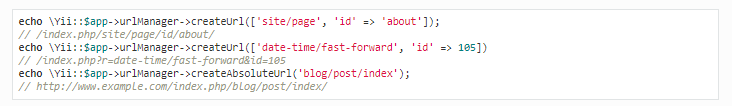 echo \Yii::$app->urlManager->createUrl(['site/page', 'id' => 'about']);
// /index.php/site/page/id/about/
echo \Yii::$app->urlManager->createUrl(['date-time/fast-forward', 'id' => 105])
// /index.php?r=date-time/fast-forward&id=105
echo \Yii::$app->urlManager->createAbsoluteUrl('blog/post/index');
// http://www.example.com/index.php/blog/post/index/